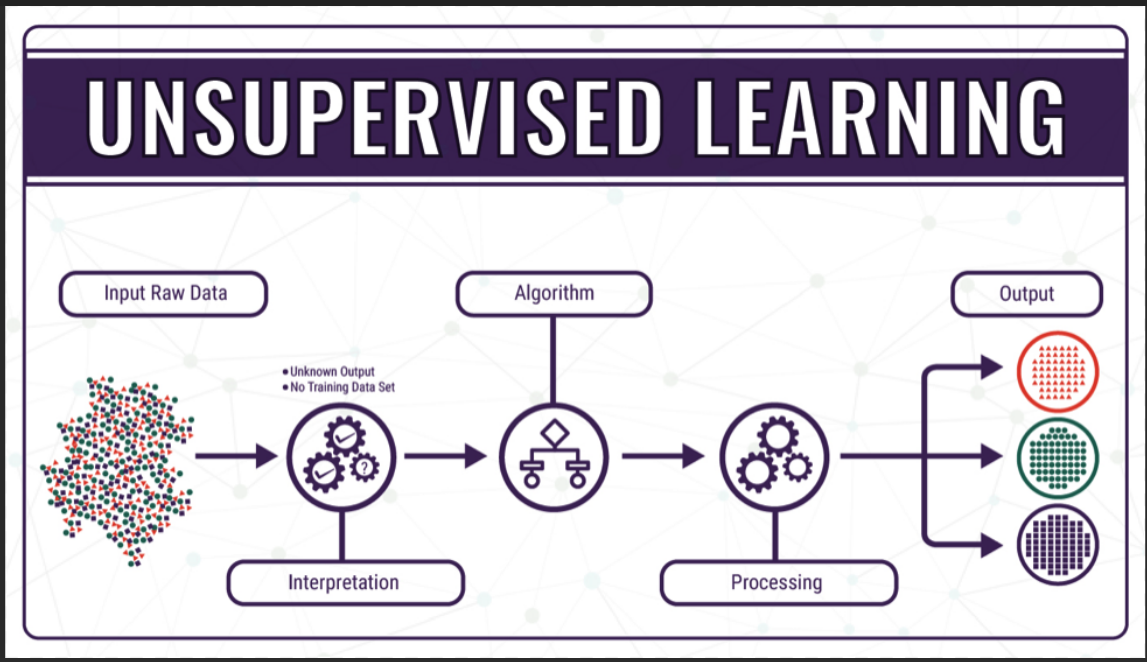 UNSUPERVISED LEARNING
Input Raw Data
Algorithm
Output
●Unknown Output
●No Training Data Set
?
Interpretation
Processing